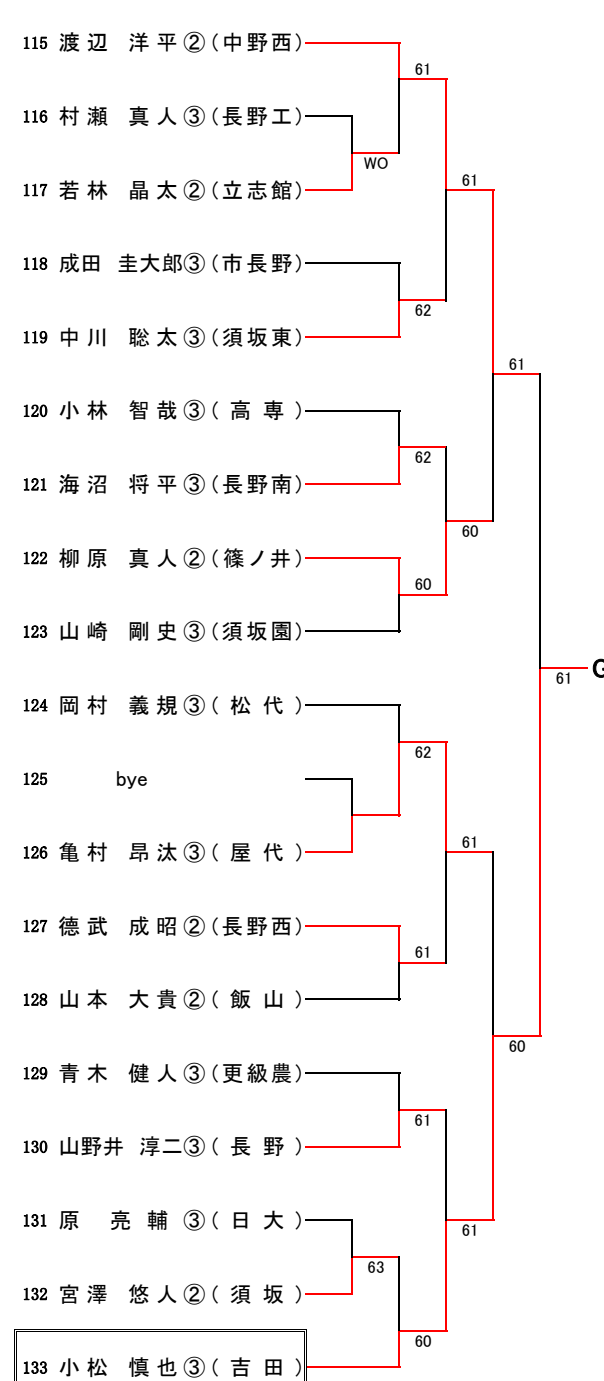 115 渡辺 洋平②(中野西)
61
116 村瀬 真人③(長野工)
WO
117 若林 晶太②(立志館)
61
118 成田 圭大郎③(市長野)
62
119 中川 聡太③(須坂東)
61
120 小林 智哉③(高専)
62
121 海沼 将平③(長野南)
60
122 柳原 真人②(篠ノ井)
60
123 山崎 剛史③(須坂園)
61 G
124 岡村 義規③(松代)
62
125 bye
61
126 亀村 昂汰③(屋代)
127 德武 成昭②(長野西)
61
128 山本 大貴②(飯山)
60
129 青木 健人③(更級農)
61
130 山野井 淳二③(長野)
131 原 亮輔③(日大)
61
63
132 宮澤 悠人②(須坂)
60
133 小松 慎也③(吉田)